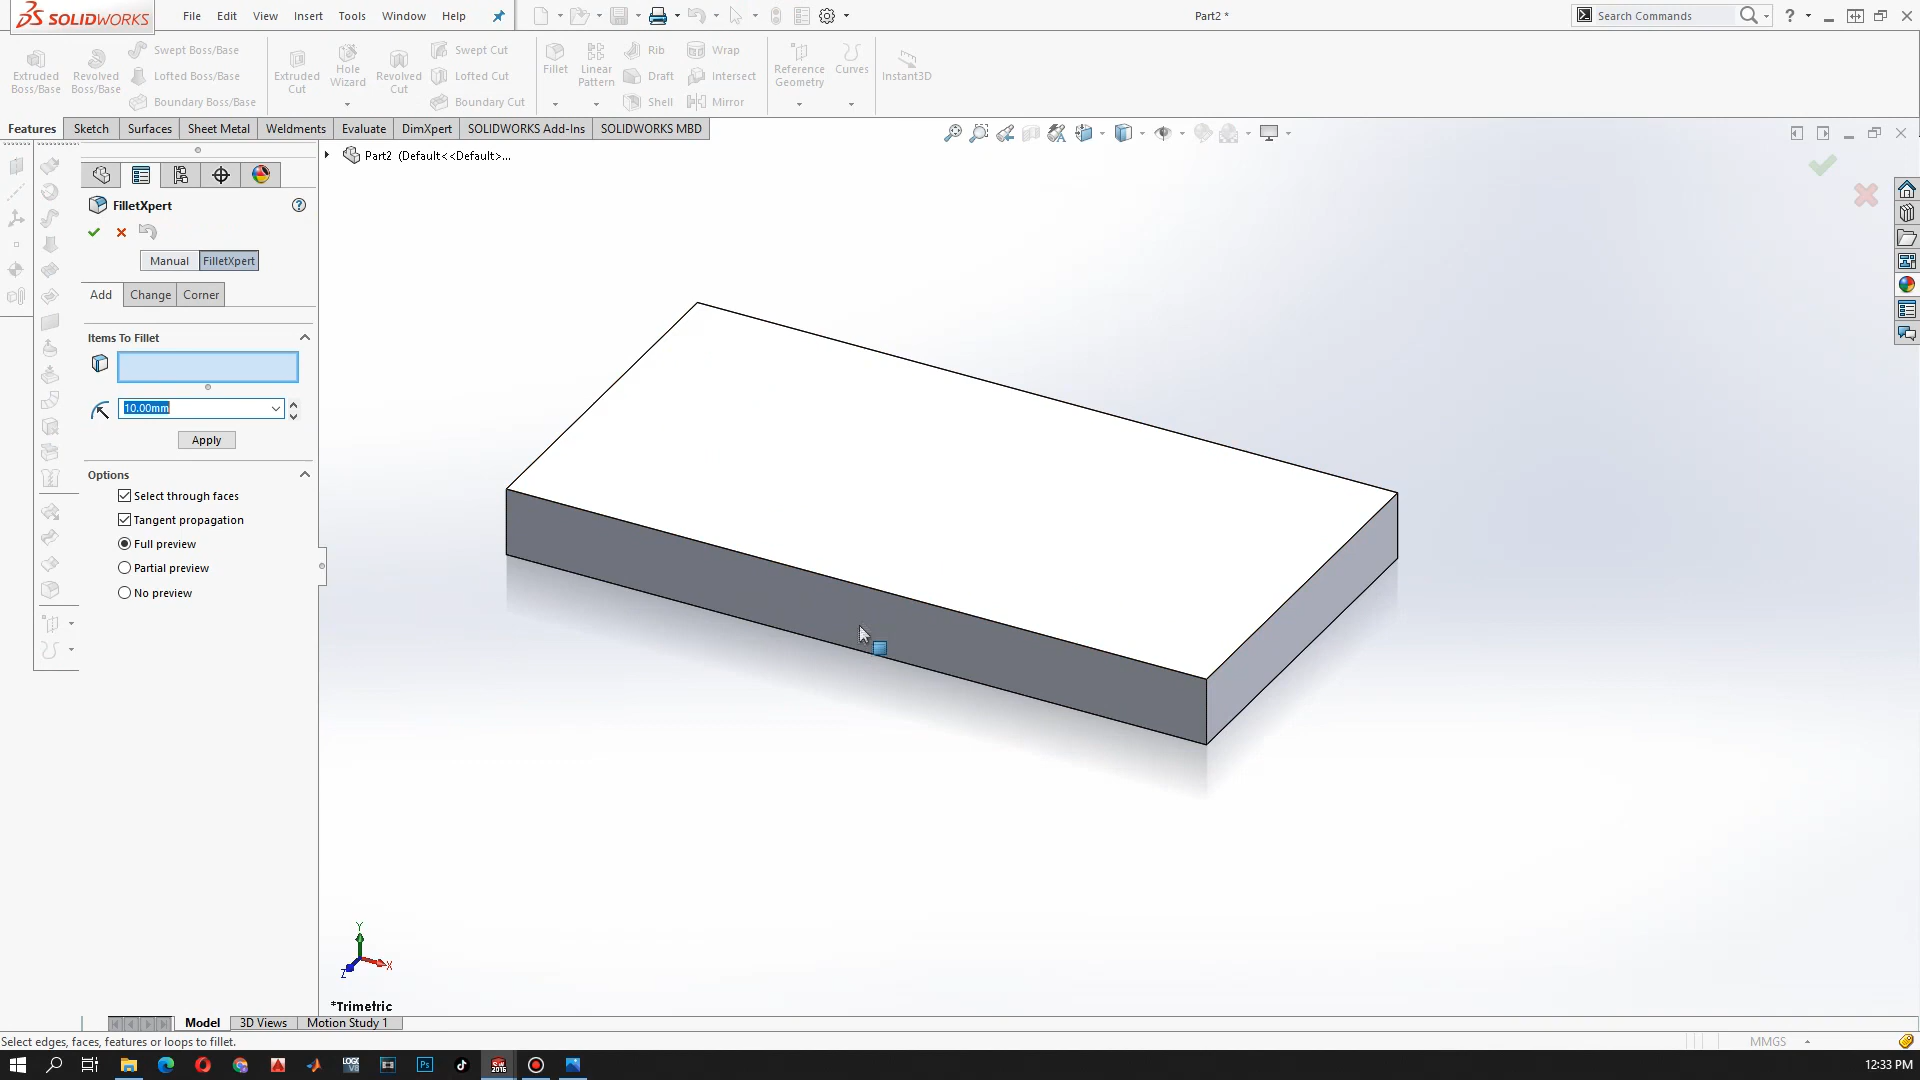 SOLIDWORKS File Edit View Insert Tools Window Help Part2 * Search Commands
Extruded Boss/Base
Revolved Boss/Base
Swept Boss/Base
Lofted Boss/Base
Boundary Boss/Base
Extruded Cut
Hole Wizard
Revolved Cut
Swept Cut
Lofted Cut
Boundary Cut
Fillet
Linear Pattern
Rib
Draft
Shell
Wrap
Intersect
Mirror
Reference Geometry
Curves
Instant3D
Features Sketch Surfaces Sheet Metal Weldments Evaluate DimXpert SOLIDWORKS Add-Ins SOLIDWORKS MBD
Part2 (Default<<Default>...
FilletXpert
Manual FilletXpert
Add Change Corner
Items To Fillet
10.00mm
Apply
Options
Select through faces
Tangent propagation
Full preview
Partial preview
No preview
Y
X
Z
*Trimetric
Model 3D Views Motion Study 1
Select edges, faces, features or loops to fillet.
MMGS
12:33 PM